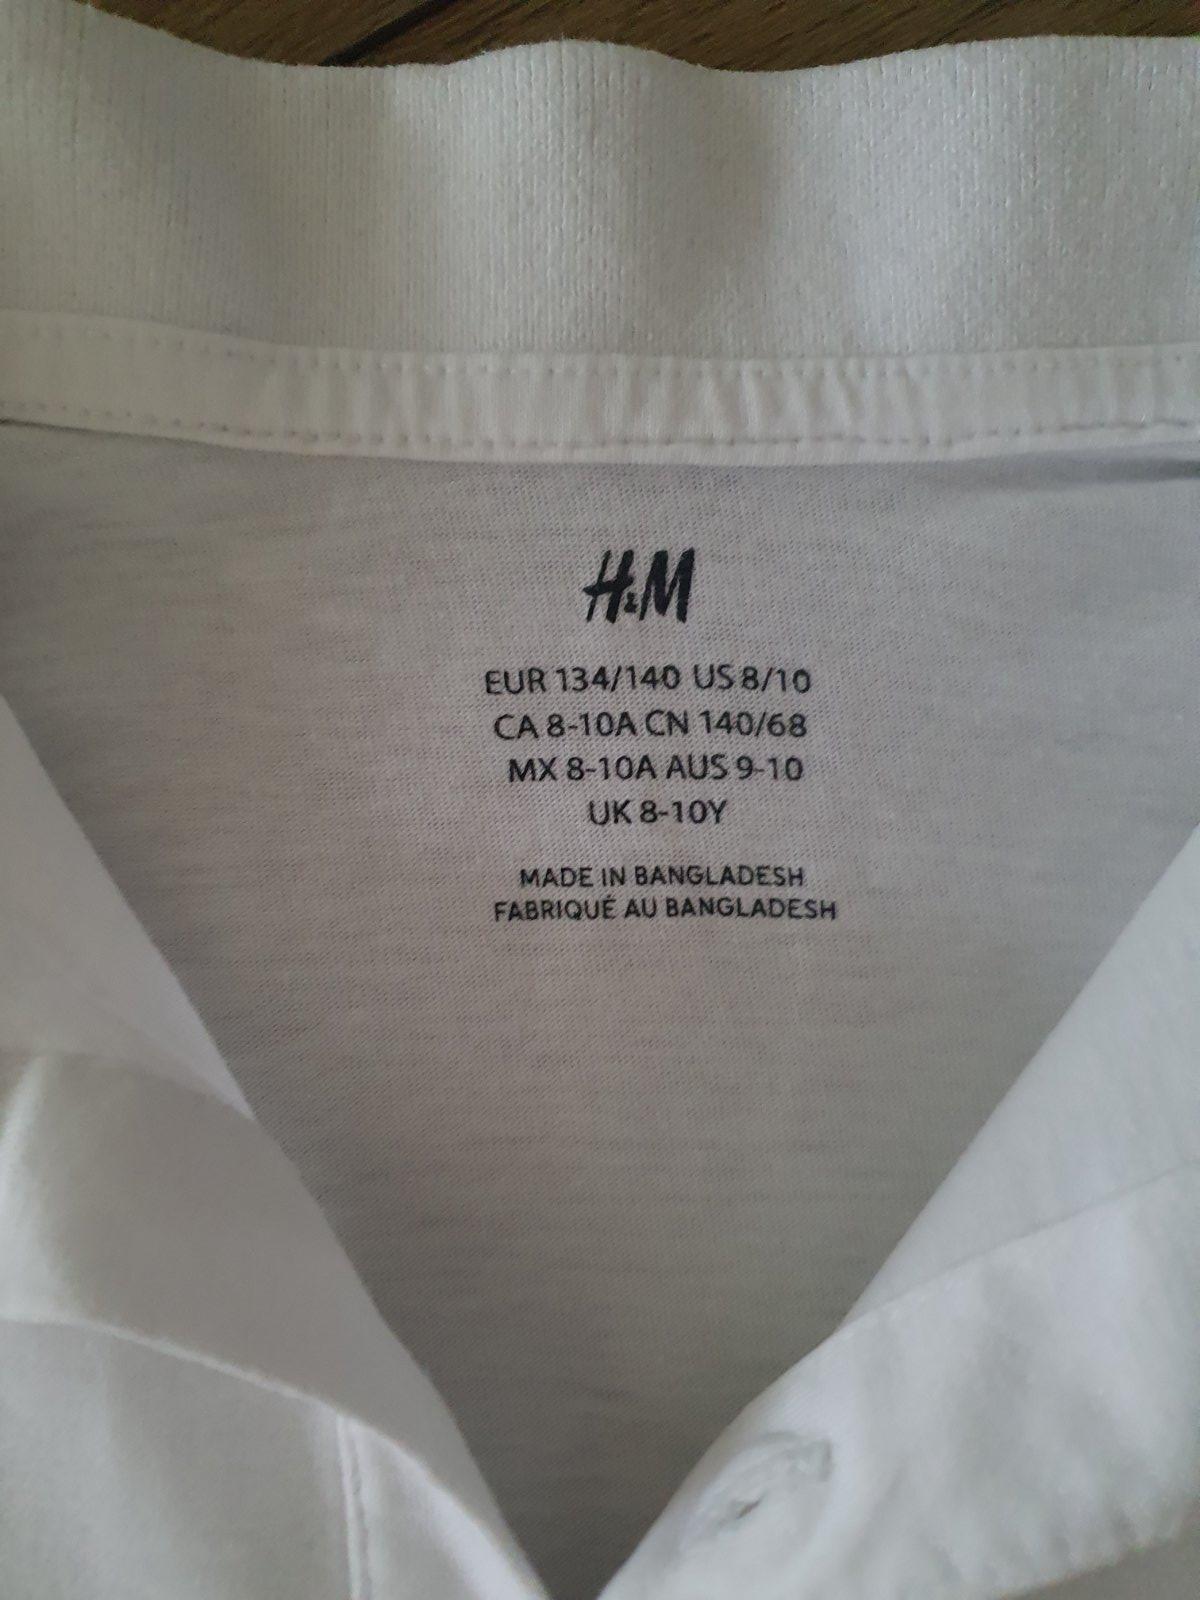 H&M
EUR 134/140 US 8/10
CA 8-10A CN 140/68
MX 8-10A AUS 9-10
UK 8-10Y
MADE IN BANGLADESH
FABRIQUÉ AU BANGLADESH